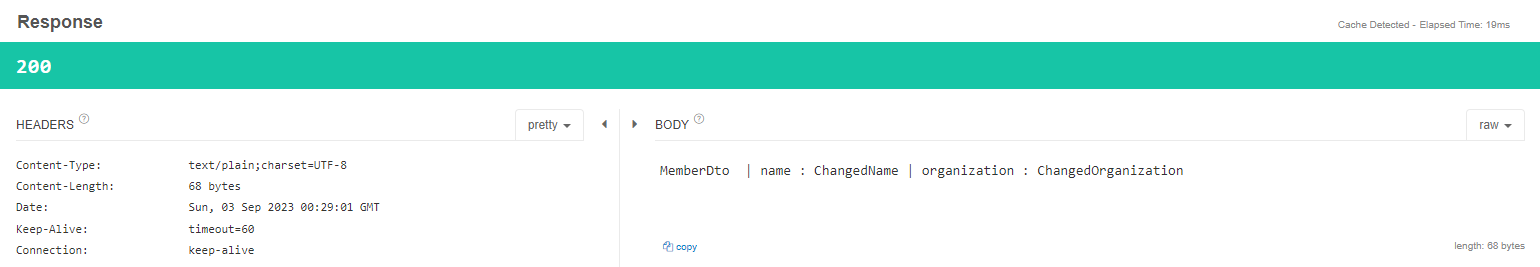 Response
Cache Detected - Elapsed Time: 19ms
200
HEADERS ?
pretty
BODY ?
raw
Content-Type: text/plain;charset=UTF-8
Content-Length: 68 bytes
Date: Sun, 03 Sep 2023 00:29:01 GMT
Keep-Alive: timeout=60
Connection: keep-alive
MemberDto  | name : ChangedName | organization : ChangedOrganization
copy
length: 68 bytes